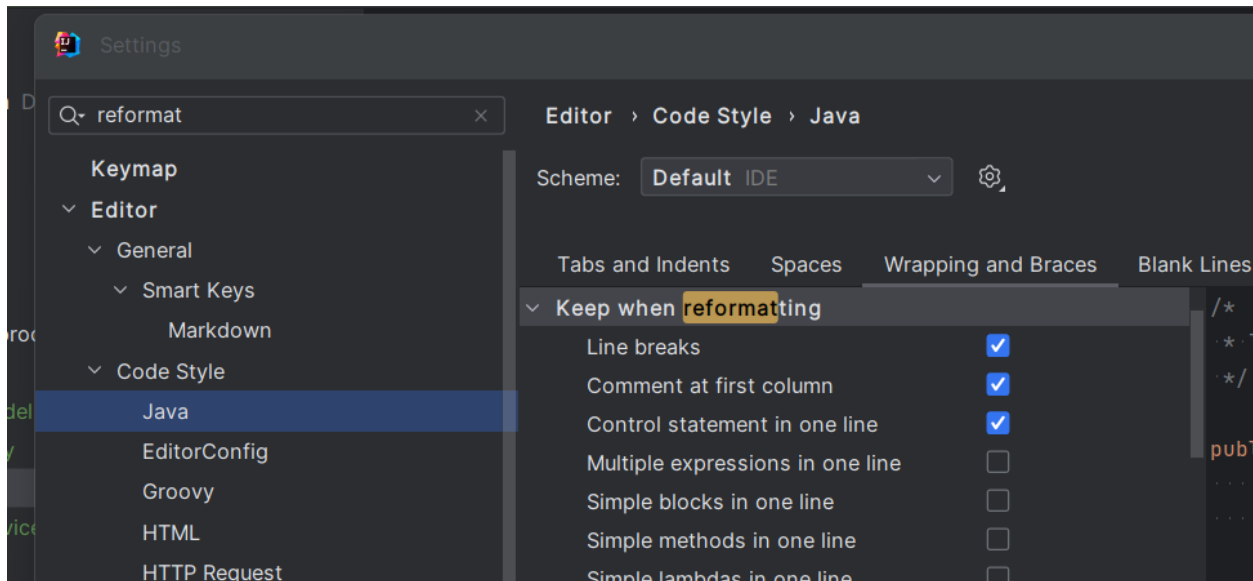 Settings
D
reformat
Editor › Code Style › Java
Keymap
Scheme: Default IDE
Editor
General
Tabs and Indents Spaces Wrapping and Braces Blank Lines
Smart Keys
Keep when reformatting
/*
Markdown
Line breaks
*
Code Style
Comment at first column
*/
Java
Control statement in one line
EditorConfig
Multiple expressions in one line
publ
Groovy
Simple blocks in one line
HTML
Simple methods in one line
HTTP Request
Simple lambdas in one line